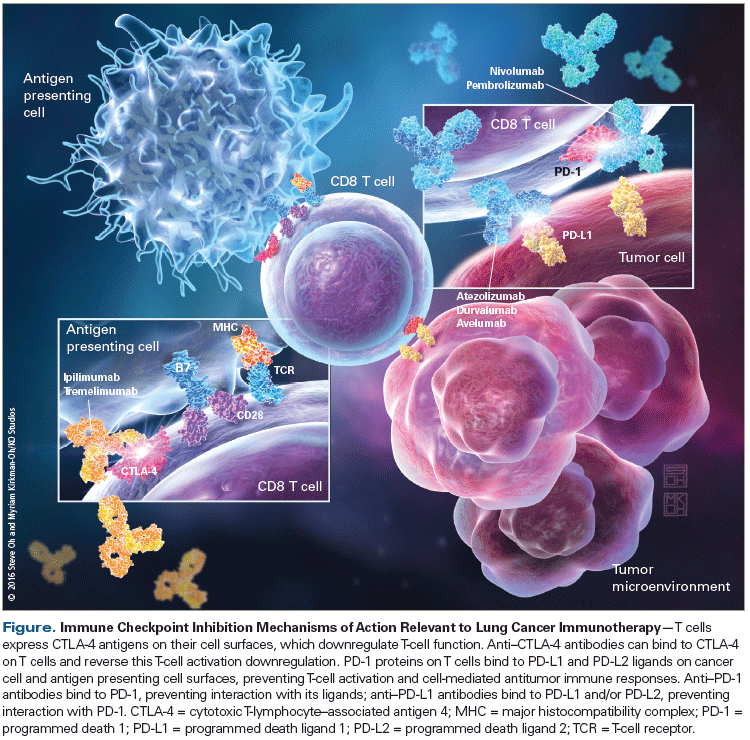 Antigen
presenting
cell
Nivolumab
Pembrolizumab
CD8 T cell
PD-1
CD8 T cell
PD-L1
Tumor cell
Atezolizumab
Durvalumab
Avelumab
Antigen
presenting cell
MHC
B7
TCR
Ipilimumab
Tremelimumab
CD28
CTLA-4
CD8 T cell
Tumor
microenvironment
© 2016 Steve Oh and Myriam Kirkman-Oh/KO Studios
Figure. Immune Checkpoint Inhibition Mechanisms of Action Relevant to Lung Cancer Immunotherapy—T cells
express CTLA-4 antigens on their cell surfaces, which downregulate T-cell function. Anti–CTLA-4 antibodies can bind to CTLA-4
on T cells and reverse this T-cell activation downregulation. PD-1 proteins on T cells bind to PD-L1 and PD-L2 ligands on cancer
cell and antigen presenting cell surfaces, preventing T-cell activation and cell-mediated antitumor immune responses. Anti–PD-1
antibodies bind to PD-1, preventing interaction with its ligands; anti–PD-L1 antibodies bind to PD-L1 and/or PD-L2, preventing
interaction with PD-1. CTLA-4 = cytotoxic T-lymphocyte–associated antigen 4; MHC = major histocompatibility complex; PD-1 =
programmed death 1; PD-L1 = programmed death ligand 1; PD-L2 = programmed death ligand 2; TCR = T-cell receptor.